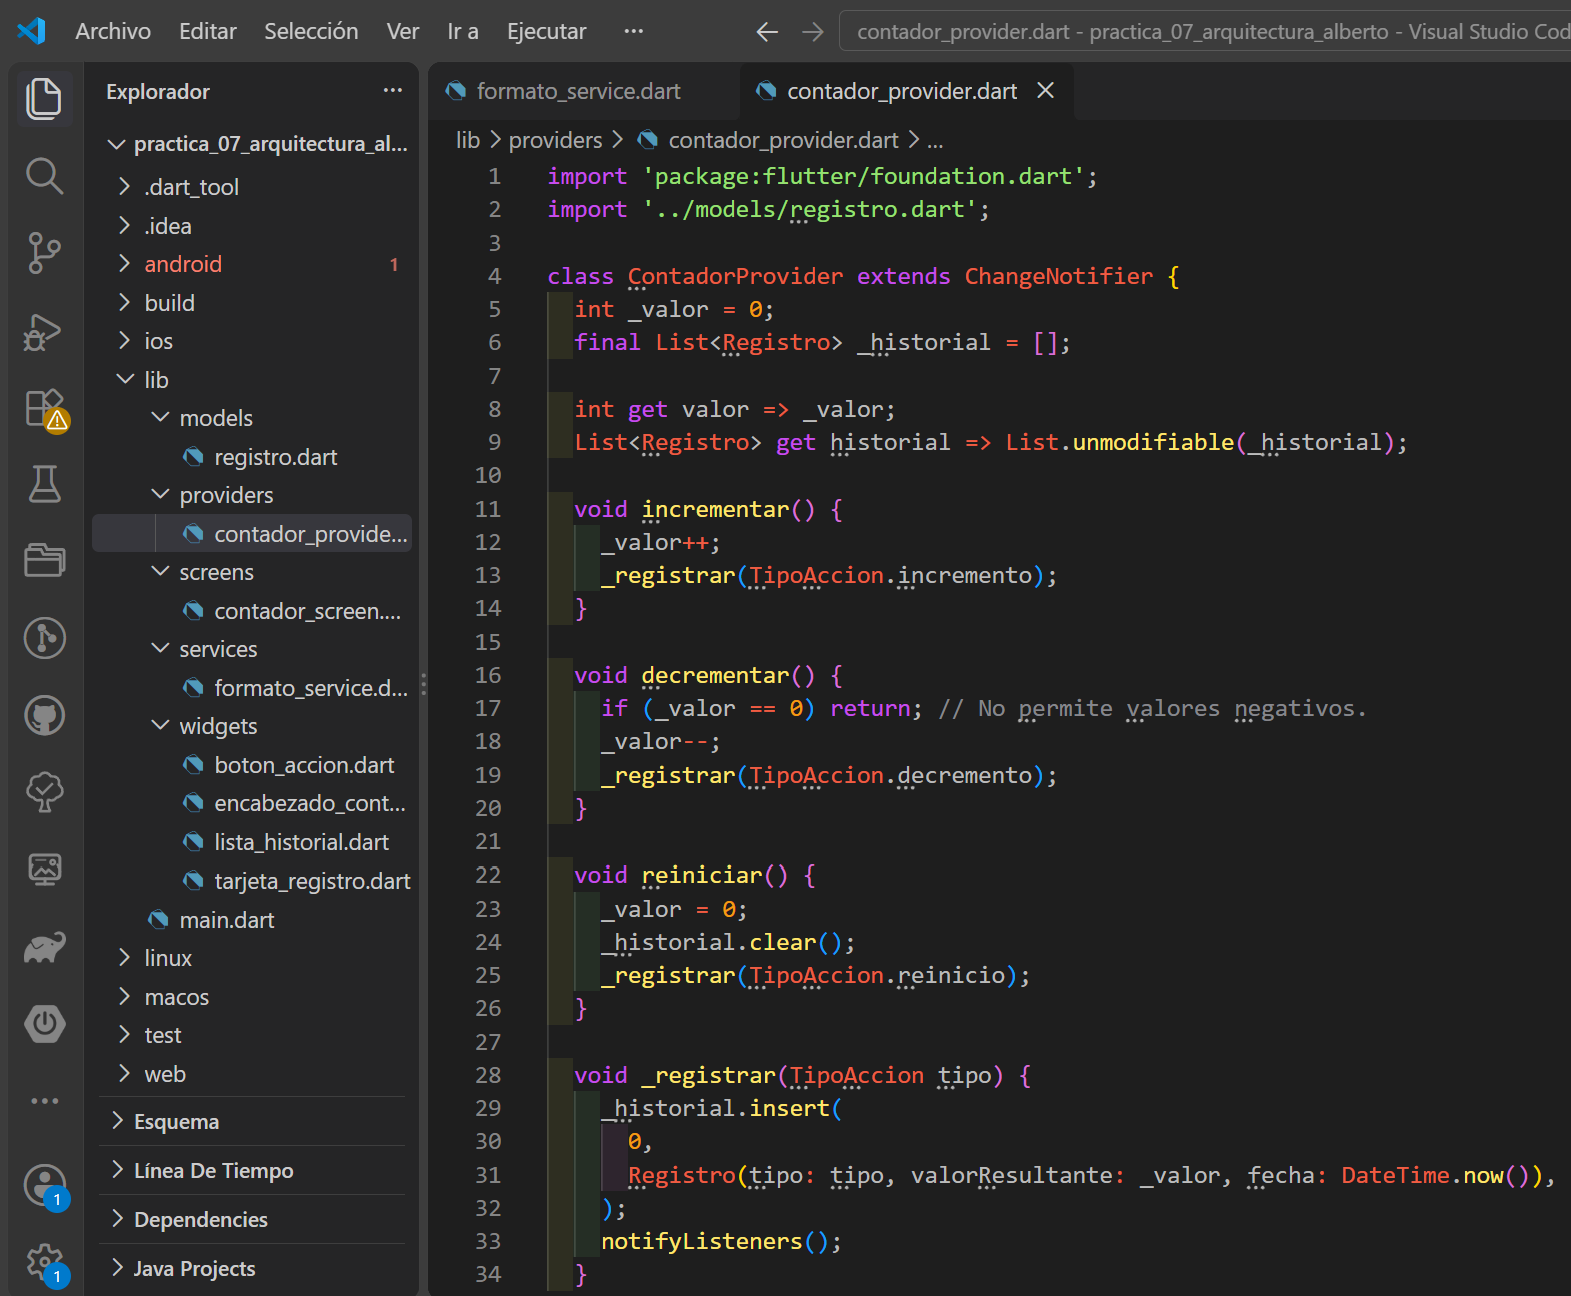 Archivo Editar Selección Ver Ir a Ejecutar ··· contador_provider.dart - practica_07_arquitectura_alberto - Visual Studio Cod
Explorador ···
practica_07_arquitectura_al...
.dart_tool
.idea
android 1
build
ios
lib
models
registro.dart
providers
contador_provide...
screens
contador_screen....
services
formato_service.d...
widgets
boton_accion.dart
encabezado_cont...
lista_historial.dart
tarjeta_registro.dart
main.dart
linux
macos
test
web
Esquema
Línea De Tiempo
Dependencies
Java Projects
1
1
formato_service.dart contador_provider.dart
lib > providers > contador_provider.dart > ...
1 import 'package:flutter/foundation.dart';
2 import '../models/registro.dart';
3
4 class ContadorProvider extends ChangeNotifier {
5 int _valor = 0;
6 final List<Registro> _historial = [];
7
8 int get valor => _valor;
9 List<Registro> get historial => List.unmodifiable(_historial);
10
11 void incrementar() {
12 _valor++;
13 _registrar(TipoAccion.incremento);
14 }
15
16 void decrementar() {
17 if (_valor == 0) return; // No permite valores negativos.
18 _valor--;
19 _registrar(TipoAccion.decremento);
20 }
21
22 void reiniciar() {
23 _valor = 0;
24 _historial.clear();
25 _registrar(TipoAccion.reinicio);
26 }
27
28 void _registrar(TipoAccion tipo) {
29 _historial.insert(
30 0,
31 Registro(tipo: tipo, valorResultante: _valor, fecha: DateTime.now()),
32 );
33 notifyListeners();
34 }